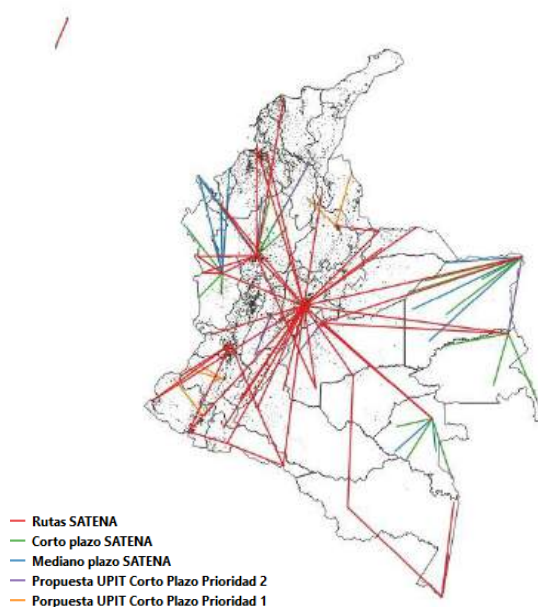 Rutas SATENA
Corto plazo SATENA
Mediano plazo SATENA
Propuesta UPIT Corto Plazo Prioridad 2
Porpuesta UPIT Corto Plazo Prioridad 1